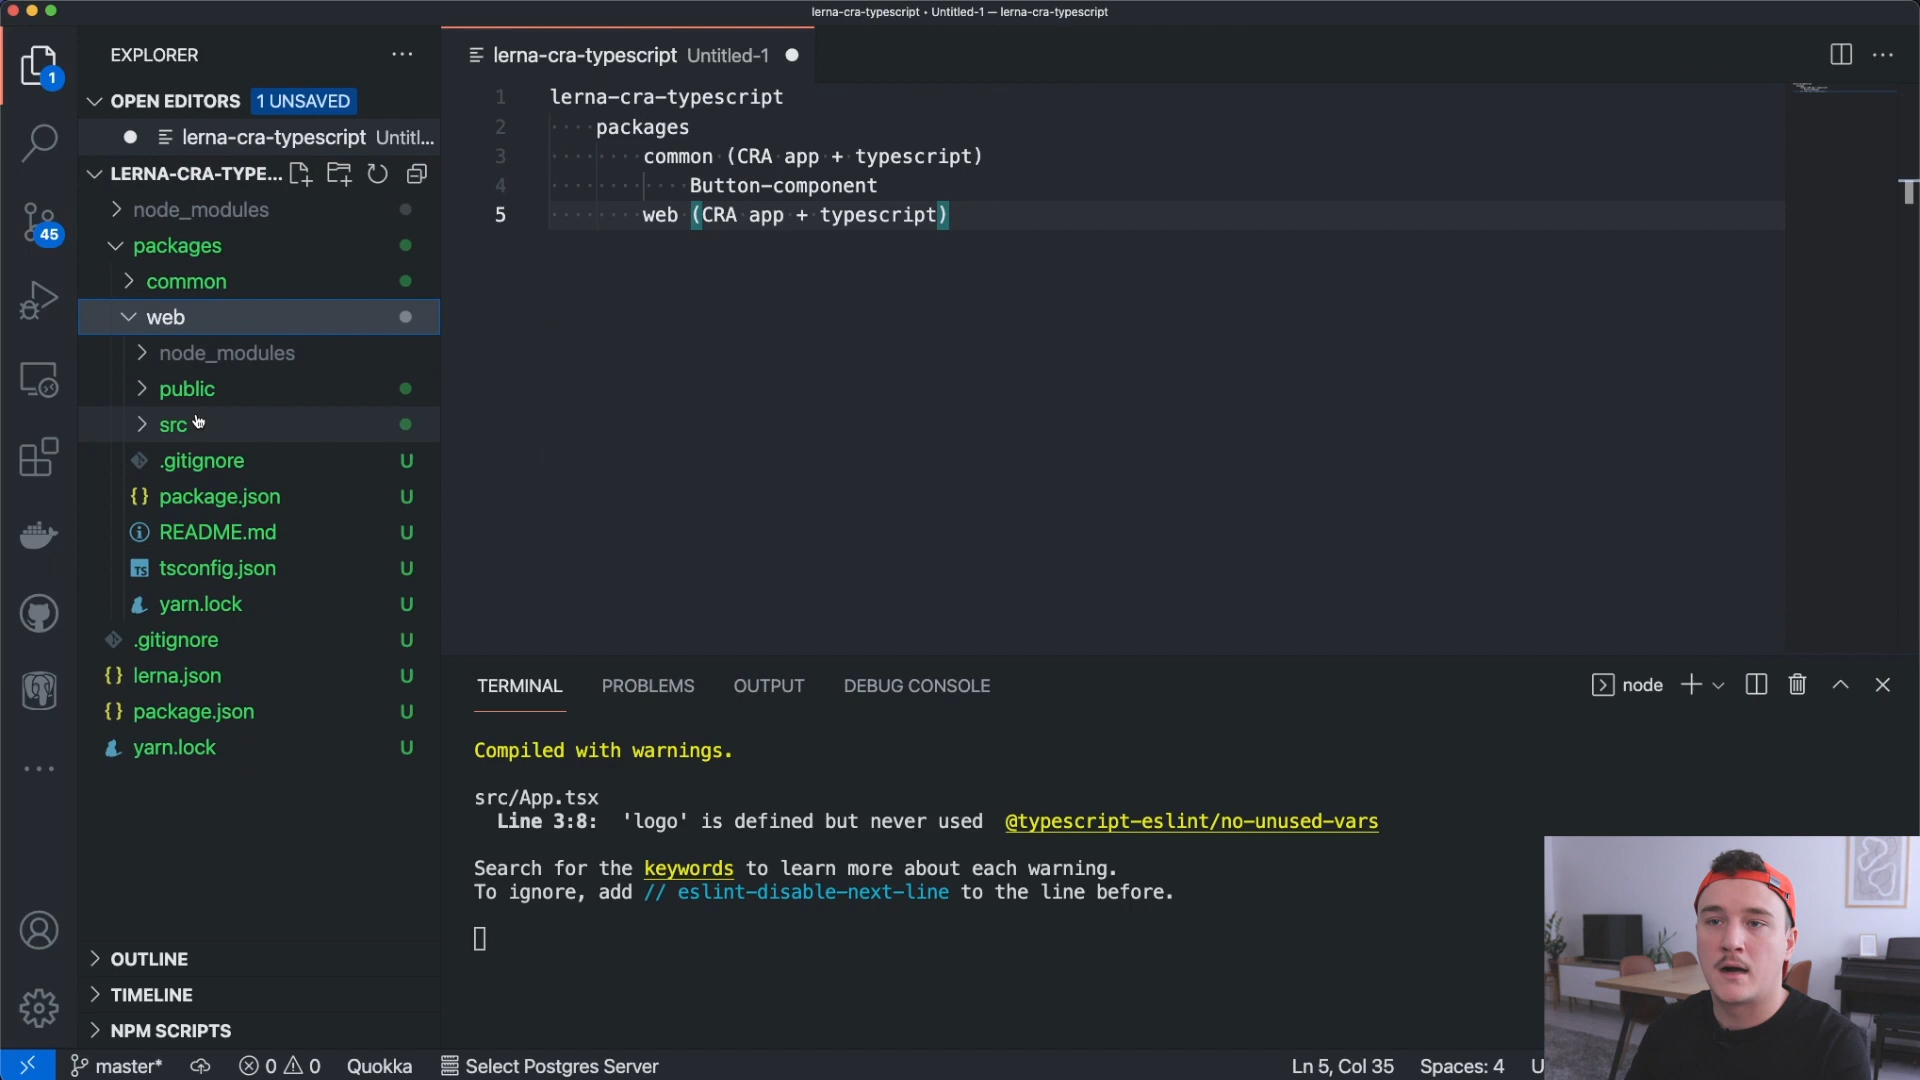 lerna-cra-typescript • Untitled-1 — lerna-cra-typescript
EXPLORER
OPEN EDITORS 1 UNSAVED
lerna-cra-typescript Untitl...
LERNA-CRA-TYPE...
node_modules
packages
common
web
node_modules
public
src
.gitignore U
package.json U
README.md U
tsconfig.json U
yarn.lock U
.gitignore U
lerna.json U
package.json U
yarn.lock U
OUTLINE
TIMELINE
NPM SCRIPTS
1
45
lerna-cra-typescript Untitled-1
1 lerna-cra-typescript
2 packages
3 common (CRA app + typescript)
4 Button-component
5 web (CRA app + typescript)
TERMINAL PROBLEMS OUTPUT DEBUG CONSOLE
node
Compiled with warnings.
src/App.tsx
Line 3:8: 'logo' is defined but never used @typescript-eslint/no-unused-vars
Search for the keywords to learn more about each warning.
To ignore, add // eslint-disable-next-line to the line before.
master* 0 0 Quokka Select Postgres Server Ln 5, Col 35 Spaces: 4 U